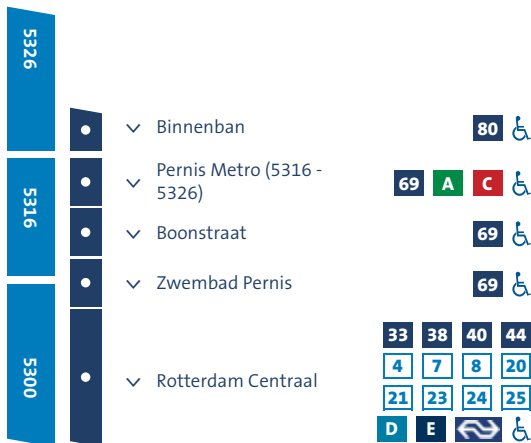 5326
Binnenban 80
5316
Pernis Metro (5316 - 
5326) 69 A C
Boonstraat 69
Zwembad Pernis 69
5300
Rotterdam Centraal
33 38 40 44
4 7 8 20
21 23 24 25
D E